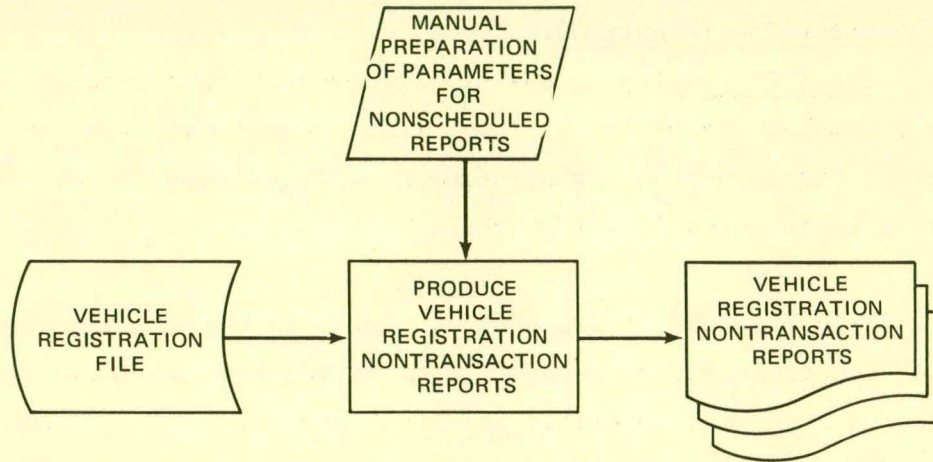 MANUAL
PREPARATION
OF PARAMETERS
FOR
NONSCHEDULED
REPORTS
VEHICLE
REGISTRATION
FILE
PRODUCE
VEHICLE
REGISTRATION
NONTRANSACTION
REPORTS
VEHICLE
REGISTRATION
NONTRANSACTION
REPORTS